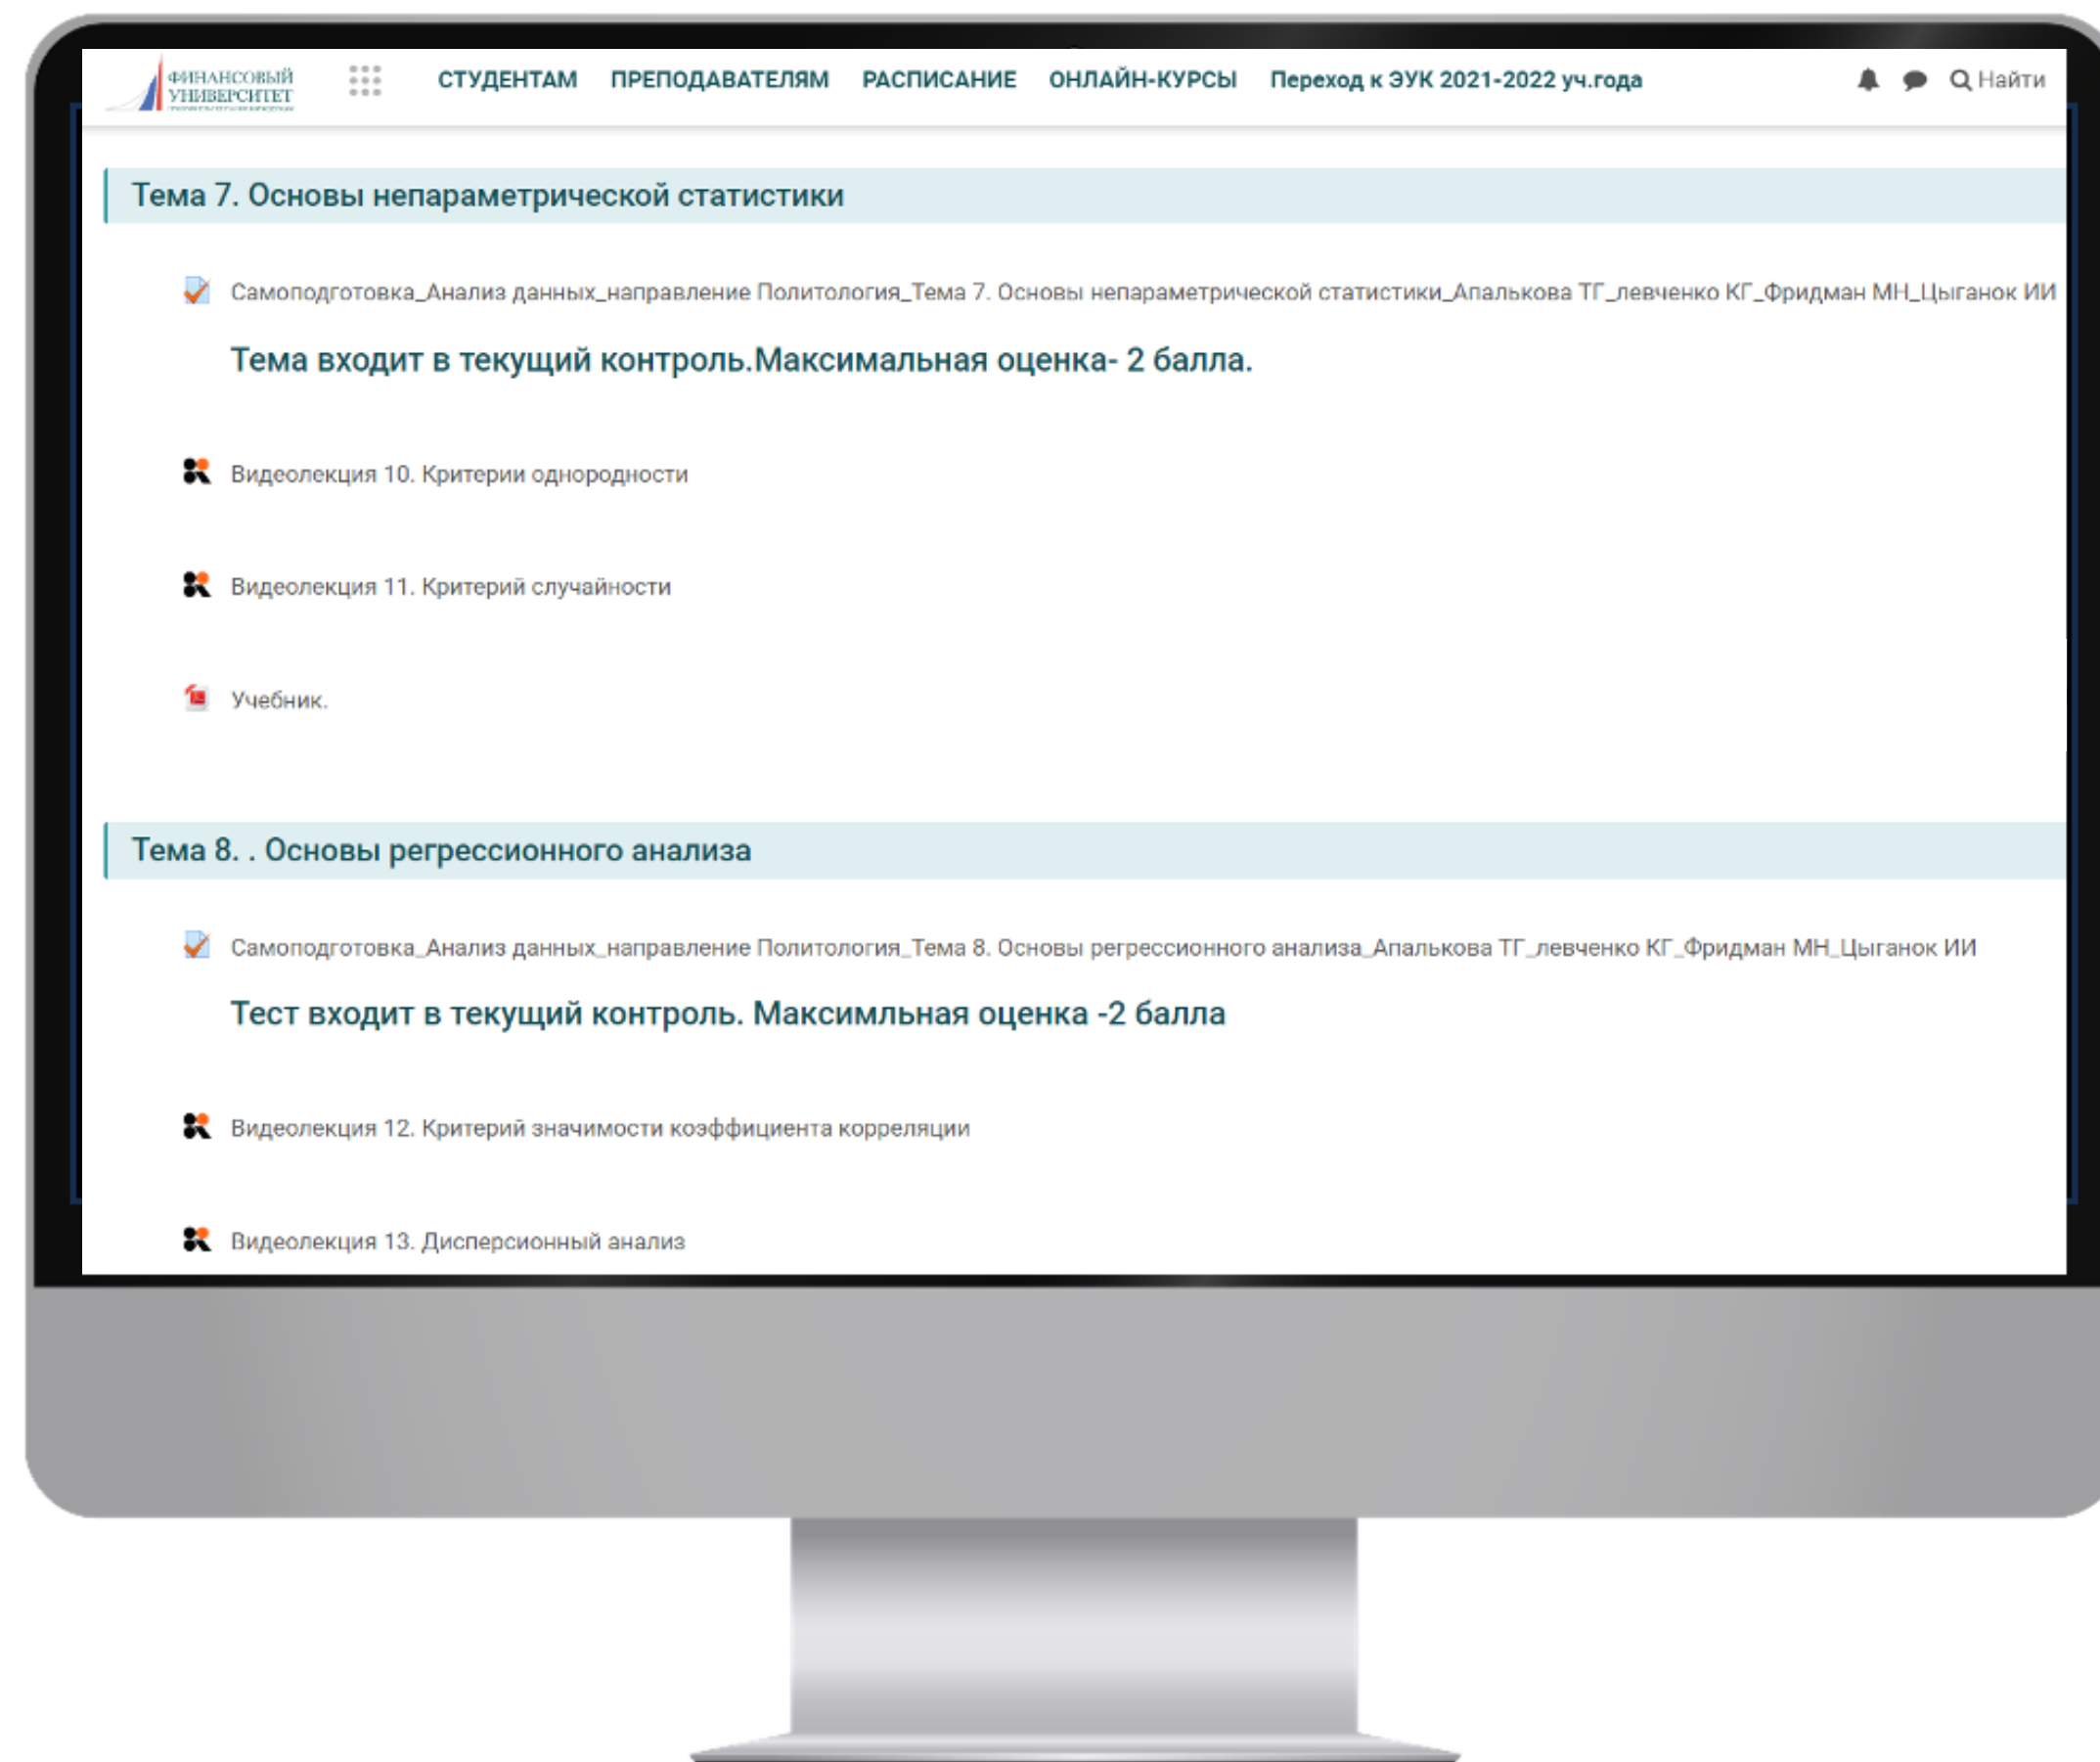 ФИНАНСОВЫЙ
УНИВЕРСИТЕТ
СТУДЕНТАМ ПРЕПОДАВАТЕЛЯМ РАСПИСАНИЕ ОНЛАЙН-КУРСЫ Переход к ЭУК 2021-2022 уч.года Найти
Тема 7. Основы непараметрической статистики
Самоподготовка_Анализ данных_направление Политология_Тема 7. Основы непараметрической статистики_Апалькова ТГ_левченко КГ_Фридман МН_Цыганок ИИ
Тема входит в текущий контроль.Максимальная оценка- 2 балла.
Видеолекция 10. Критерии однородности
Видеолекция 11. Критерий случайности
Учебник.
Тема 8. . Основы регрессионного анализа
Самоподготовка_Анализ данных_направление Политология_Тема 8. Основы регрессионного анализа_Апалькова ТГ_левченко КГ_Фридман МН_Цыганок ИИ
Тест входит в текущий контроль. Максимльная оценка -2 балла
Видеолекция 12. Критерий значимости коэффициента корреляции
Видеолекция 13. Дисперсионный анализ